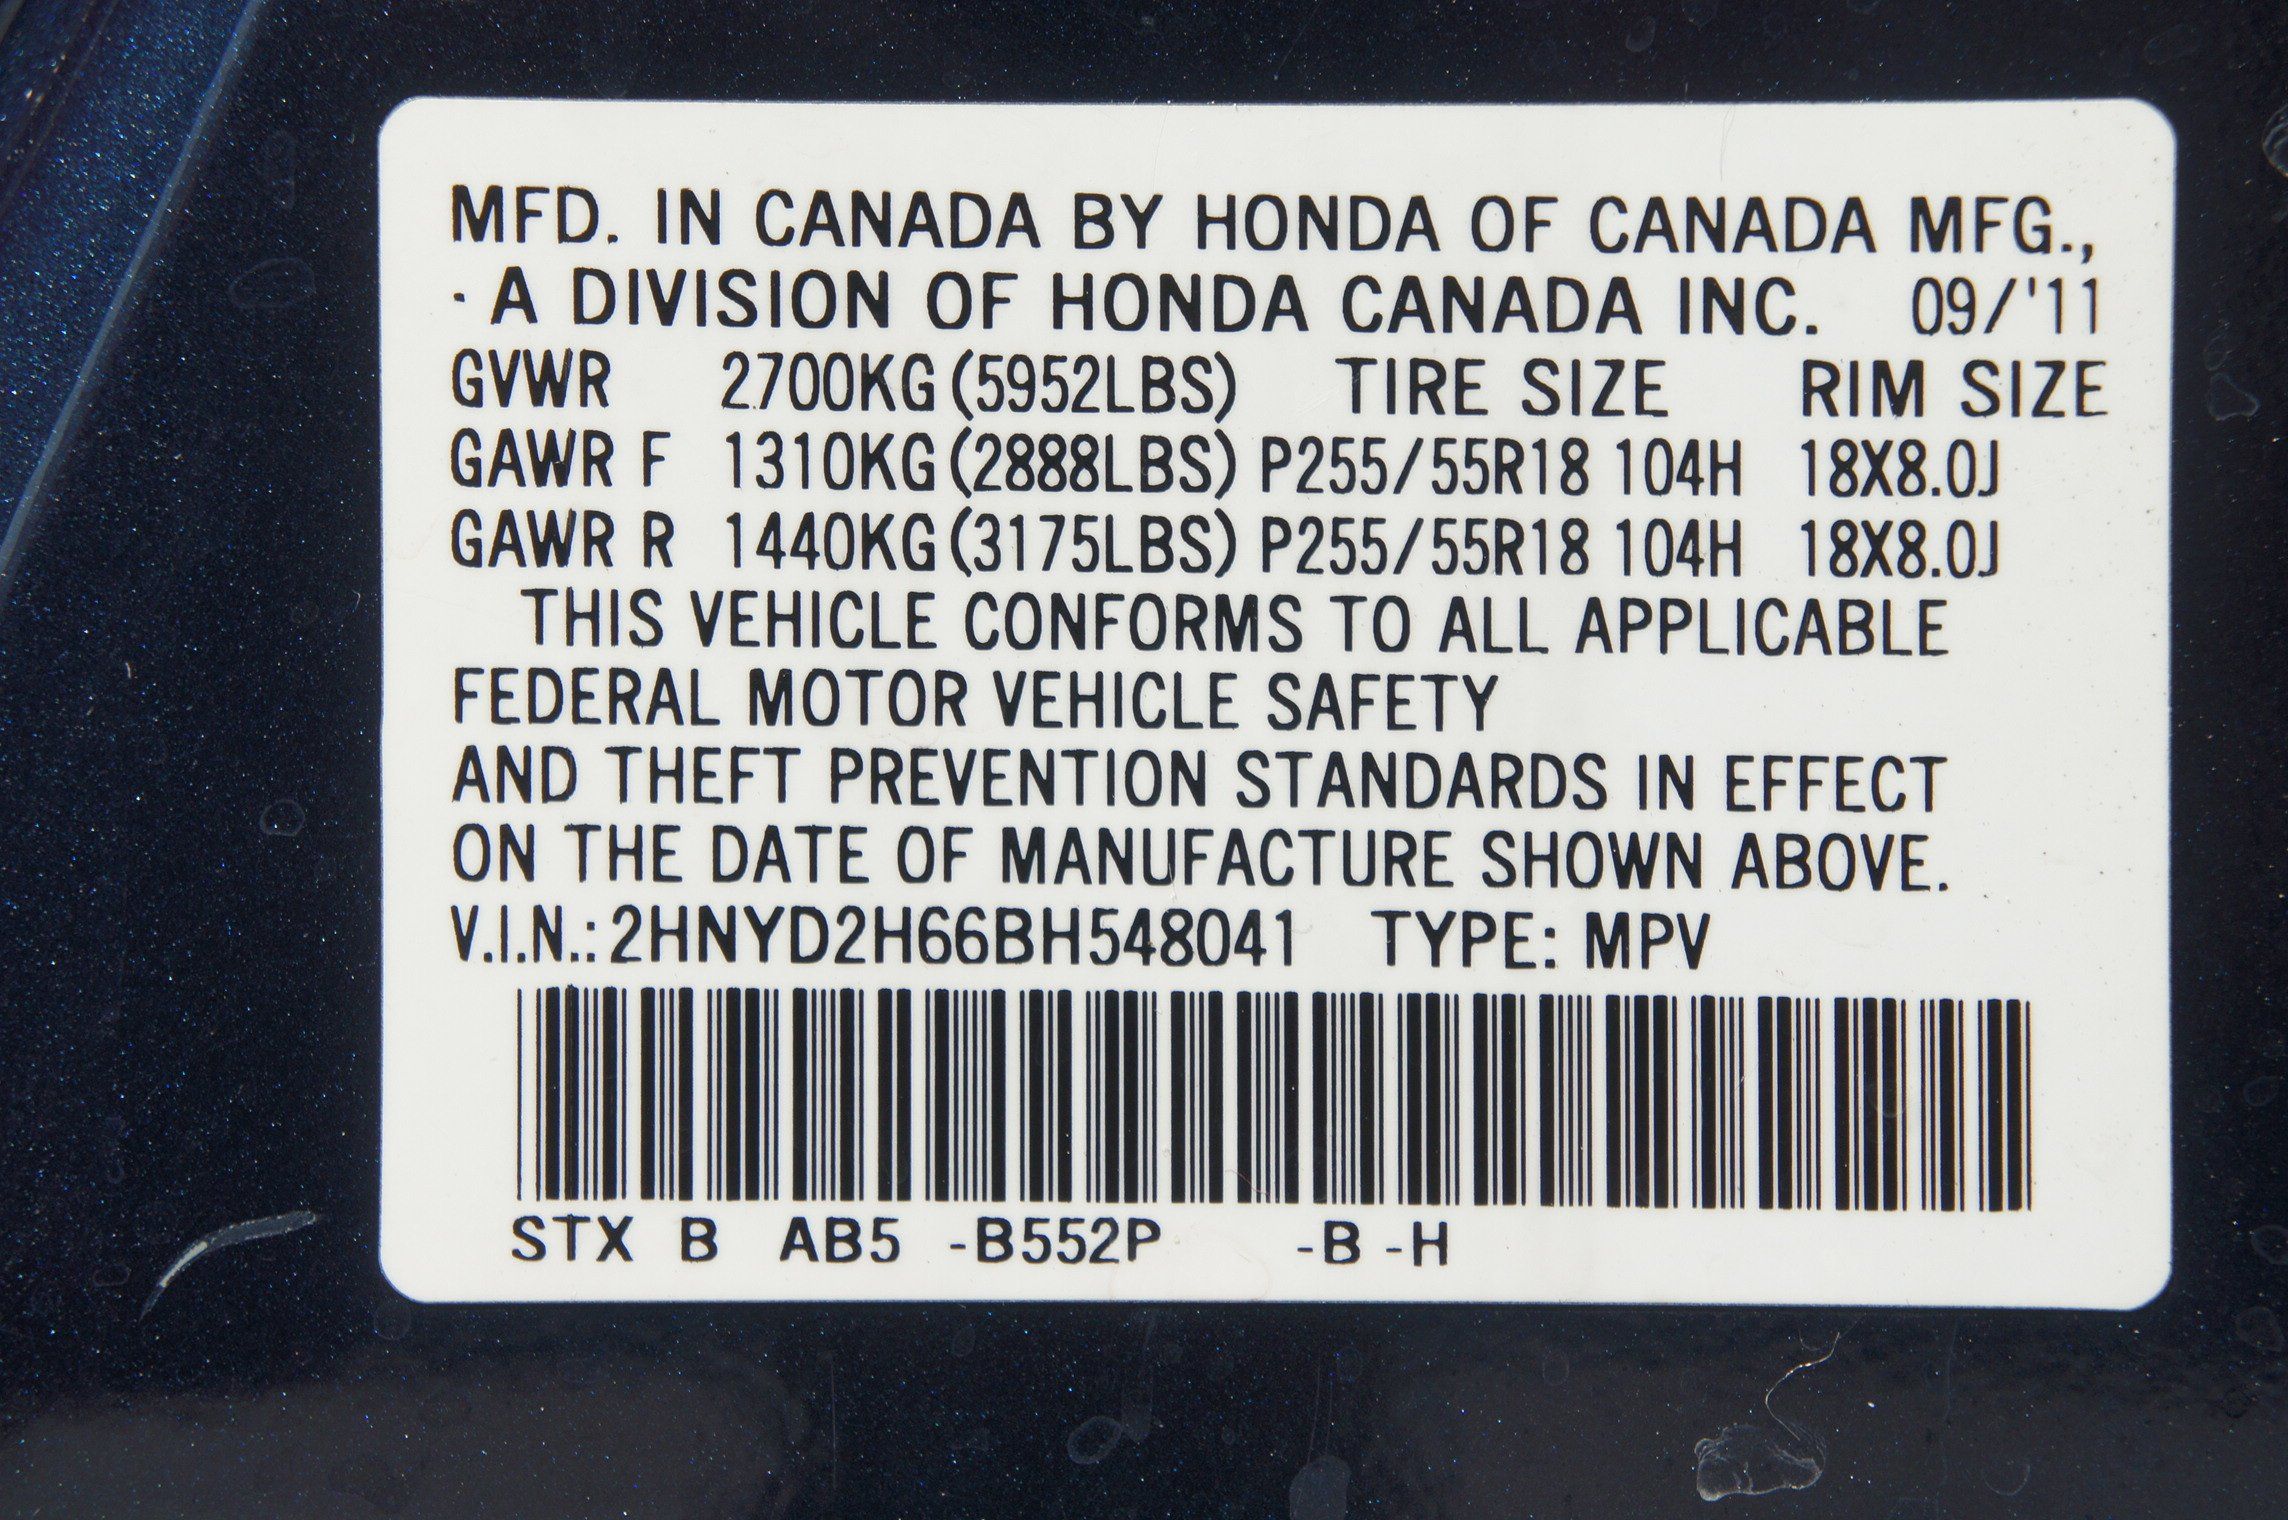 MFD. IN CANADA BY HONDA OF CANADA MFG.,
· A DIVISION OF HONDA CANADA INC. 09/'11
GVWR 2700KG (5952LBS) TIRE SIZE RIM SIZE
GAWR F 1310KG (2888LBS) P255/55R18 104H 18X8.0J
GAWR R 1440KG (3175LBS) P255/55R18 104H 18X8.0J
THIS VEHICLE CONFORMS TO ALL APPLICABLE
FEDERAL MOTOR VEHICLE SAFETY
AND THEFT PREVENTION STANDARDS IN EFFECT
ON THE DATE OF MANUFACTURE SHOWN ABOVE.
V.I.N.: 2HNYD2H66BH548041 TYPE: MPV
STX B AB5 -B552P -B -H